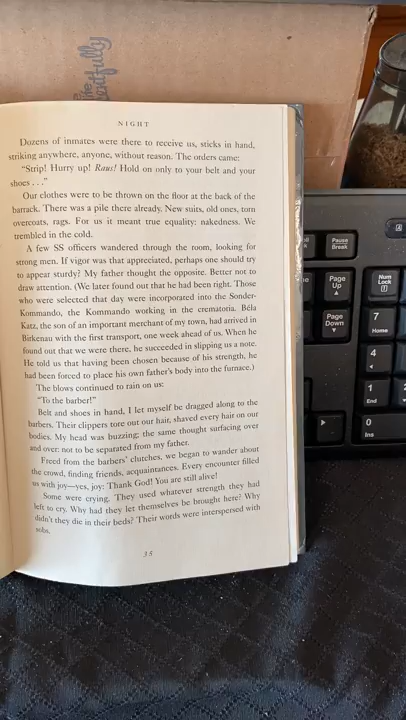 the
ntfully
NIGHT
Dozens of inmates were there to receive us, sticks in hand,
striking anywhere, anyone, without reason. The orders came:
"Strip! Hurry up! Raus! Hold on only to your belt and your
shoes . . ."
Our clothes were to be thrown on the floor at the back of the
barrack. There was a pile there already. New suits, old ones, torn
overcoats, rags. For us it meant true equality: nakedness. We
trembled in the cold.
A few SS officers wandered through the room, looking for
strong men. If vigor was that appreciated, perhaps one should try
to appear sturdy? My father thought the opposite. Better not to
draw attention. (We later found out that he had been right. Those
who were selected that day were incorporated into the Sonder-
Kommando, the Kommando working in the crematoria. Béla
Katz, the son of an important merchant of my town, had arrived in
Birkenau with the first transport, one week ahead of us. When he
found out that we were there, he succeeded in slipping us a note.
He told us that having been chosen because of his strength, he
had been forced to place his own father's body into the furnace.)
The blows continued to rain on us:
"To the barber!"
Belt and shoes in hand, I let myself be dragged along to the
barbers. Their clippers tore out our hair, shaved every hair on our
bodies. My head was buzzing; the same thought surfacing over
and over: not to be separated from my father.
Freed from the barbers' clutches, we began to wander about
the crowd, finding friends, acquaintances. Every encounter filled
us with joy—yes, joy: Thank God! You are still alive!
Some were crying. They used whatever strength they had
left to cry. Why had they let themselves be brought here? Why
didn't they die in their beds? Their words were interspersed with
sobs.
35
Pause
Break
Page
Up
Num
Lock
Page
Down
7
Home
4
1
End
0
Ins